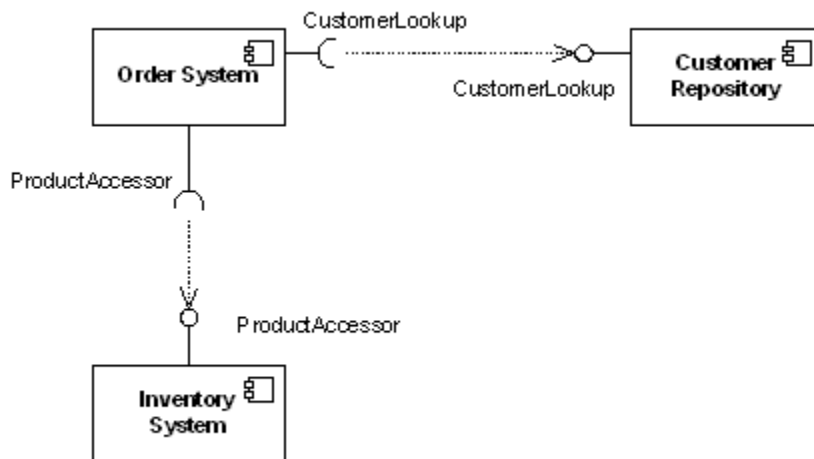 CustomerLookup
Order System
Customer
Repository
CustomerLookup
ProductAccessor
ProductAccessor
Inventory
System